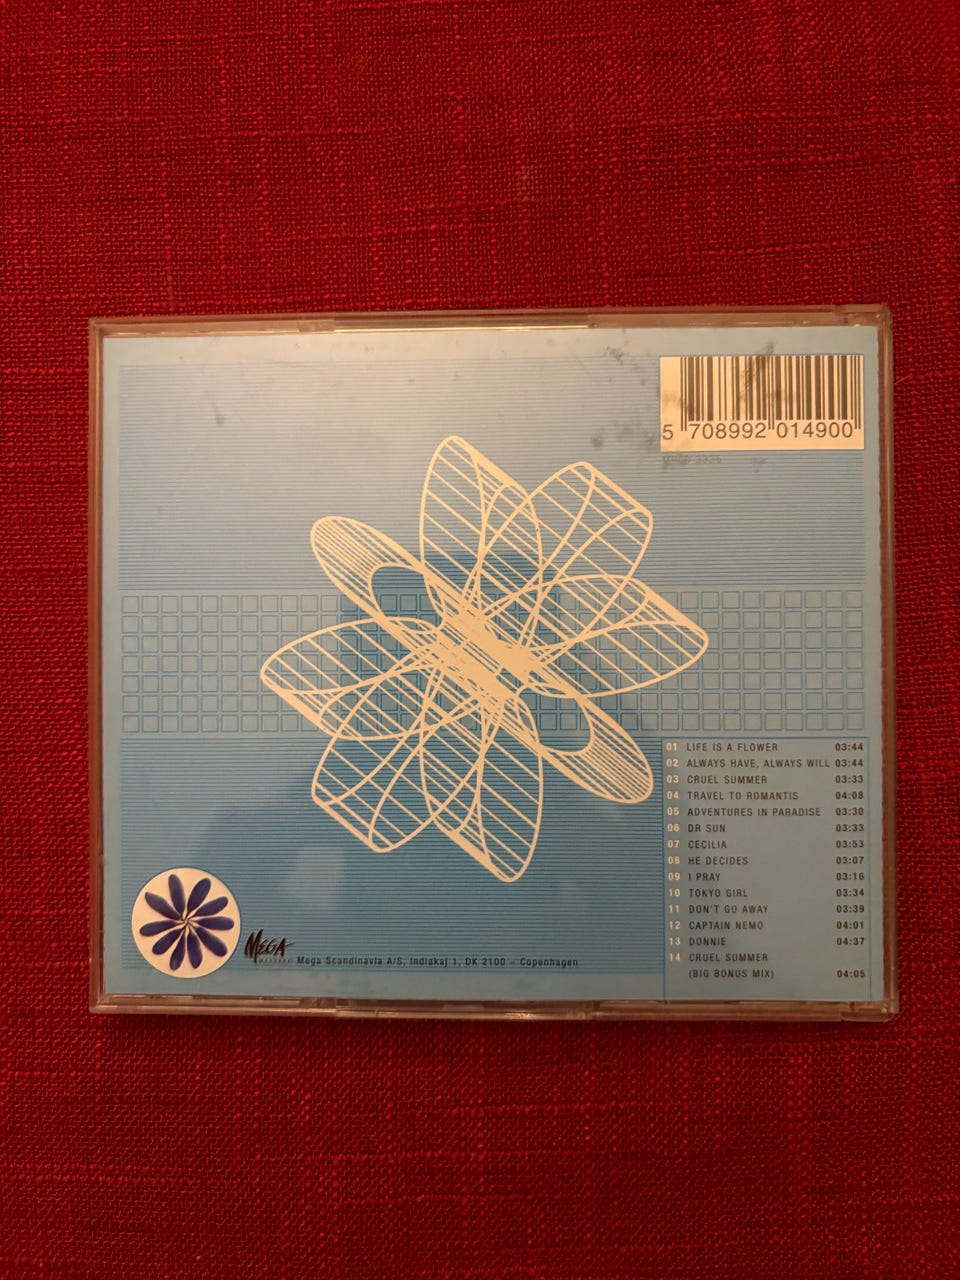 5 708992 014900
01 LIFE IS A FLOWER 03:44
02 ALWAYS HAVE, ALWAYS WILL 03:44
03 CRUEL SUMMER 03:33
04 TRAVEL TO ROMANTIS 04:08
05 ADVENTURES IN PARADISE 03:30
06 DR SUN 03:33
07 CECILIA 03:53
08 HE DECIDES 03:07
09 I PRAY 03:16
10 TOKYO GIRL 03:34
11 DON'T GO AWAY 03:39
12 CAPTAIN NEMO 04:01
13 DONNIE 04:37
14 CRUEL SUMMER
(BIG BONUS MIX) 04:05
MEGA
Mega Scandinavia A/S, Indiakaj 1, DK 2100 – Copenhagen